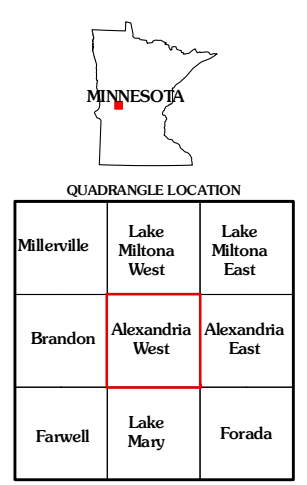 MINNESOTA
QUADRANGLE LOCATION
Millerville
Lake
Miltona
West
Lake
Miltona
East
Brandon
Alexandria
West
Alexandria
East
Farwell
Lake
Mary
Forada